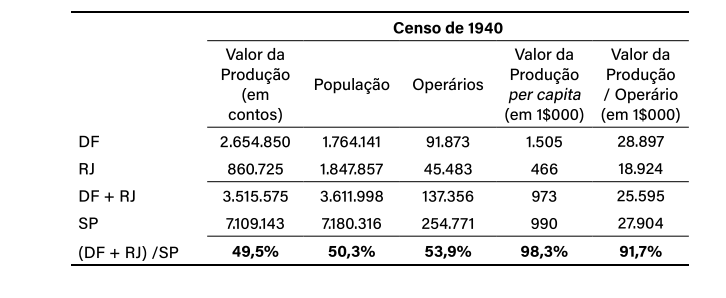 Censo de 1940
Valor da Produção (em contos) População Operários Valor da Produção per capita (em 1$000) Valor da Produção / Operário (em 1$000)
DF 2.654.850 1.764.141 91.873 1.505 28.897
RJ 860.725 1.847.857 45.483 466 18.924
DF + RJ 3.515.575 3.611.998 137.356 973 25.595
SP 7.109.143 7.180.316 254.771 990 27.904
(DF + RJ) /SP 49,5% 50,3% 53,9% 98,3% 91,7%